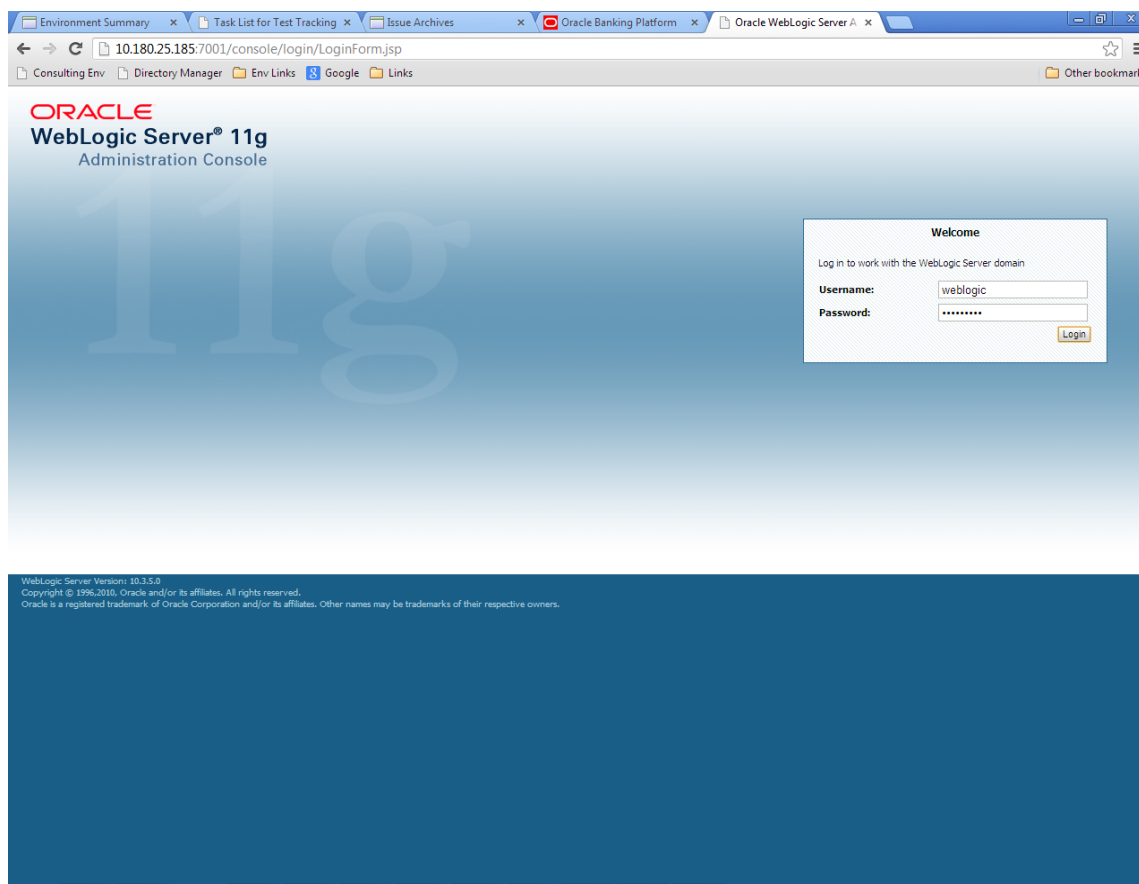 Environment Summary Task List for Test Tracking Issue Archives Oracle Banking Platform Oracle WebLogic Server A
10.180.25.185:7001/console/login/LoginForm.jsp
Consulting Env Directory Manager Env Links 8 Google Links Other bookmar
ORACLE
WebLogic Server® 11g
Administration Console
11g
Welcome
Log in to work with the WebLogic Server domain
Username: weblogic
Password: •••••••••
Login
WebLogic Server Version: 10.3.5.0
Copyright © 1996,2010, Oracle and/or its affiliates. All rights reserved.
Oracle is a registered trademark of Oracle Corporation and/or its affiliates. Other names may be trademarks of their respective owners.